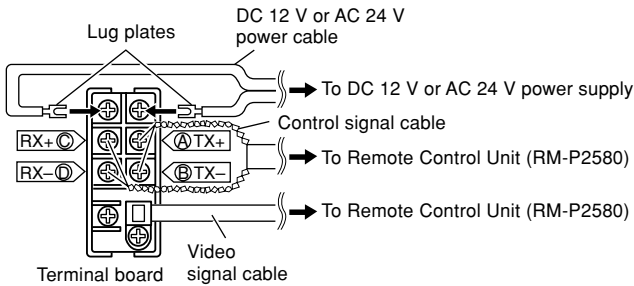 DC 12 V or AC 24 V
power cable
Lug plates
To DC 12 V or AC 24 V power supply
Control signal cable
RX+ C
A TX+
To Remote Control Unit (RM-P2580)
RX– D
B TX–
To Remote Control Unit (RM-P2580)
Video
signal cable
Terminal board